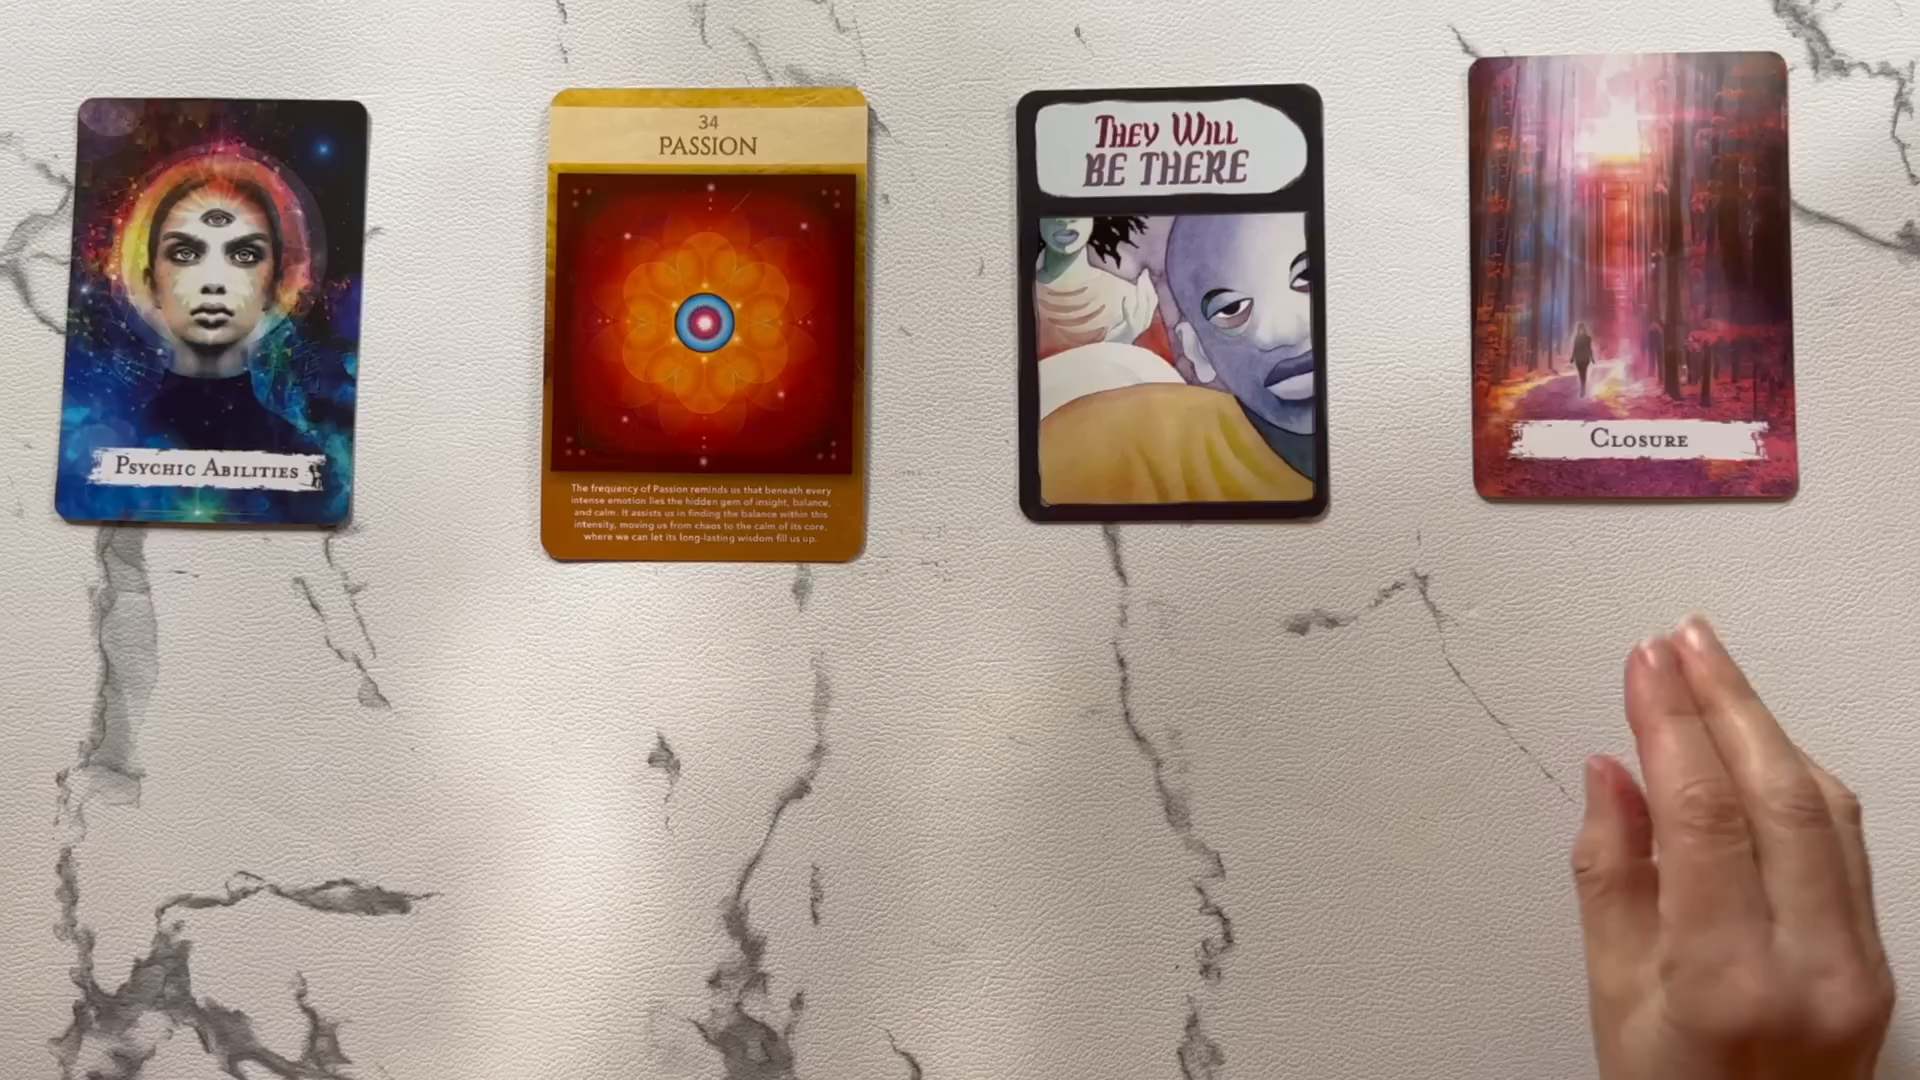 Psychic Abilities
34
PASSION
The frequency of Passion reminds us that beneath every
intense emotion lies the hidden gem of insight, balance,
and calm. It assists us in finding the balance within this
intensity, moving us from chaos to the calm of its core,
where we can let its long-lasting wisdom fill us up.
They Will
BE THERE
Closure